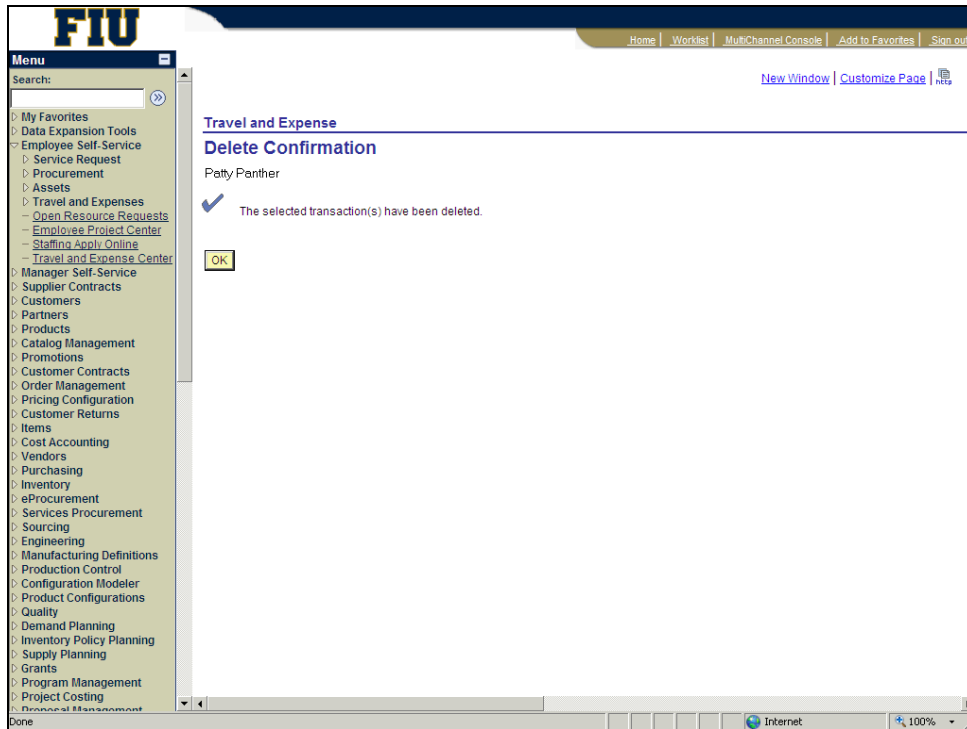 FIU
Home | Worklist | MultiChannel Console | Add to Favorites | Sign out
Menu
Search:
New Window | Customize Page | http
My Favorites
Data Expansion Tools
Employee Self-Service
Service Request
Procurement
Assets
Travel and Expenses
Open Resource Requests
Employee Project Center
Staffing Apply Online
Travel and Expense Center
Manager Self-Service
Supplier Contracts
Customers
Partners
Products
Catalog Management
Promotions
Customer Contracts
Order Management
Pricing Configuration
Customer Returns
Items
Cost Accounting
Vendors
Purchasing
Inventory
eProcurement
Services Procurement
Sourcing
Engineering
Manufacturing Definitions
Production Control
Configuration Modeler
Product Configurations
Quality
Demand Planning
Inventory Policy Planning
Supply Planning
Grants
Program Management
Project Costing
Proposal Management
Travel and Expense
Delete Confirmation
Patty Panther
The selected transaction(s) have been deleted.
OK
Done
Internet
100%